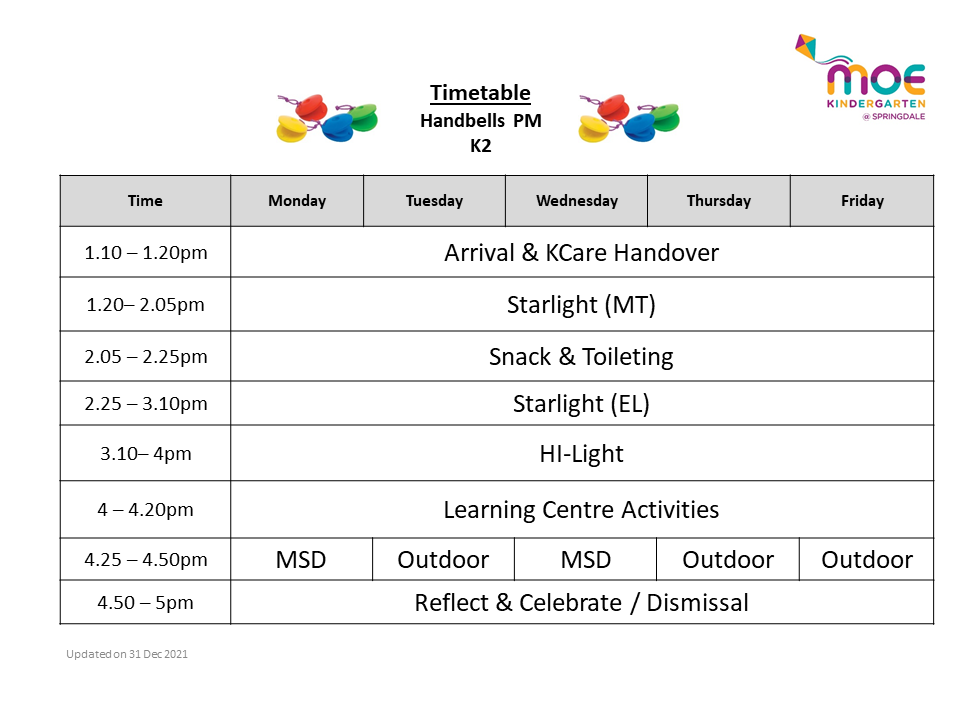 moe
KINDERGARTEN
@ SPRINGDALE
Timetable
Handbells PM
K2
Time Monday Tuesday Wednesday Thursday Friday
1.10 – 1.20pm Arrival & KCare Handover
1.20– 2.05pm Starlight (MT)
2.05 – 2.25pm Snack & Toileting
2.25 – 3.10pm Starlight (EL)
3.10– 4pm HI-Light
4 – 4.20pm Learning Centre Activities
4.25 – 4.50pm MSD Outdoor MSD Outdoor Outdoor
4.50 – 5pm Reflect & Celebrate / Dismissal
Updated on 31 Dec 2021